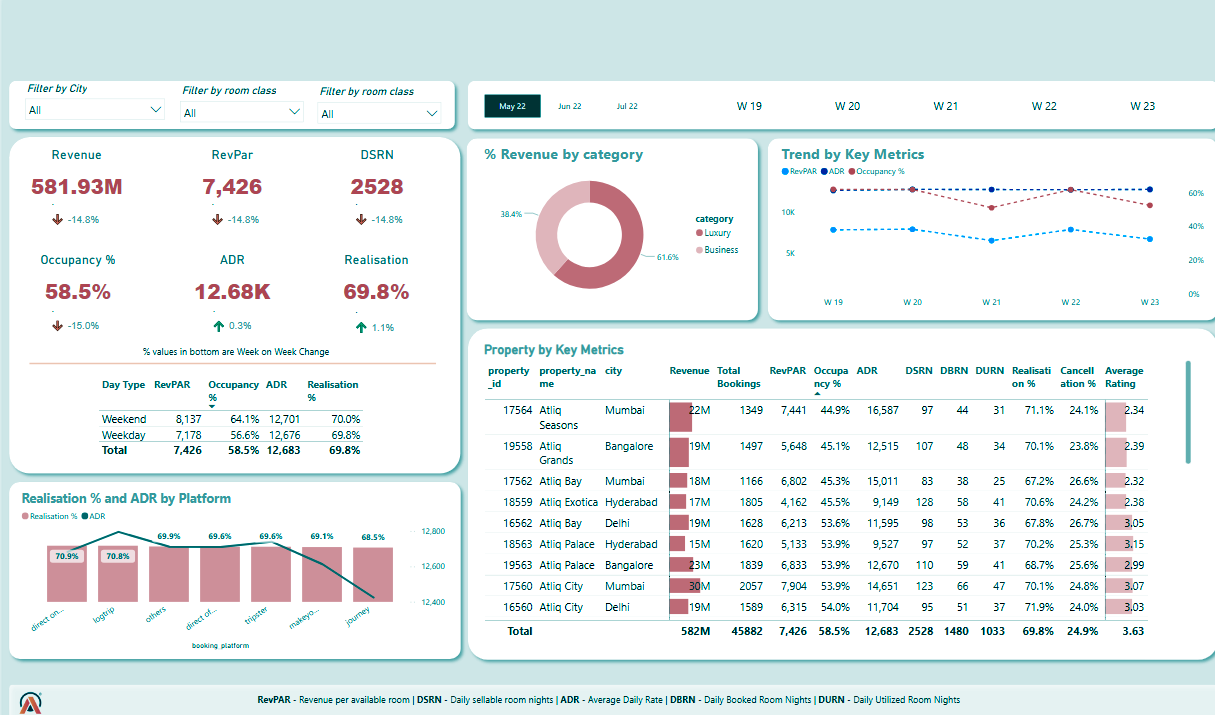 Filter by City
Filter by room class
Filter by room class
All
All
All
May 22
Jun 22
Jul 22
W 19
W 20
W 21
W 22
W 23
Revenue
RevPar
DSRN
581.93M
7,426
2528
-14.8%
-14.8%
-14.8%
Occupancy %
ADR
Realisation
58.5%
12.68K
69.8%
-15.0%
0.3%
1.1%
% values in bottom are Week on Week Change
Day Type RevPAR Occupancy % ADR Realisation %
Weekend 8,137 64.1% 12,701 70.0%
Weekday 7,178 56.6% 12,676 69.8%
Total 7,426 58.5% 12,683 69.8%
% Revenue by category
38.4%
61.6%
category
Luxury
Business
Trend by Key Metrics
RevPAR ADR Occupancy %
10K
5K
60%
40%
20%
0%
W 19
W 20
W 21
W 22
W 23
Realisation % and ADR by Platform
Realisation % ADR
70.9%
70.8%
69.9%
69.6%
69.6%
69.1%
68.5%
12,800
12,600
12,400
direct on...
logtrip
others
direct of...
tripster
makeyo...
journey
booking_platform
Property by Key Metrics
property_id property_name city Revenue Total Bookings RevPAR Occupancy % ADR DSRN DBRN DURN Realisation % Cancellation % Average Rating
17564 Atliq Seasons Mumbai 22M 1349 7,441 44.9% 16,587 97 44 31 71.1% 24.1% 2.34
19558 Atliq Grands Bangalore 19M 1497 5,648 45.1% 12,515 107 48 34 70.1% 23.8% 2.39
17562 Atliq Bay Mumbai 18M 1166 6,802 45.3% 15,011 83 38 25 67.2% 26.6% 2.32
18559 Atliq Exotica Hyderabad 17M 1805 4,162 45.5% 9,149 128 58 41 70.6% 24.2% 2.38
16562 Atliq Bay Delhi 19M 1628 6,213 53.6% 11,595 98 53 36 67.8% 26.7% 3.05
18563 Atliq Palace Hyderabad 15M 1620 5,133 53.9% 9,527 97 52 37 70.2% 25.3% 3.15
19563 Atliq Palace Bangalore 23M 1839 6,833 53.9% 12,670 110 59 41 68.7% 25.6% 2.99
17560 Atliq City Mumbai 30M 2057 7,904 53.9% 14,651 123 66 47 70.1% 24.8% 3.07
16560 Atliq City Delhi 19M 1589 6,315 54.0% 11,704 95 51 37 71.9% 24.0% 3.03
Total 582M 45882 7,426 58.5% 12,683 2528 1480 1033 69.8% 24.9% 3.63
RevPAR - Revenue per available room | DSRN - Daily sellable room nights | ADR - Average Daily Rate | DBRN - Daily Booked Room Nights | DURN - Daily Utilized Room Nights